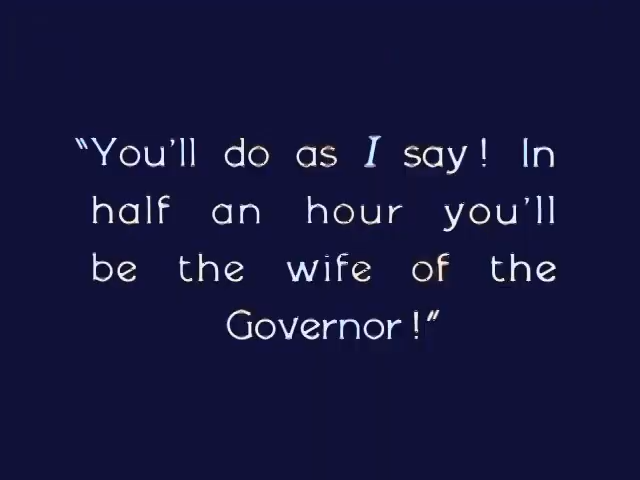 “You'll do as I say! In
half an hour you'll
be the wife of the
Governor!”